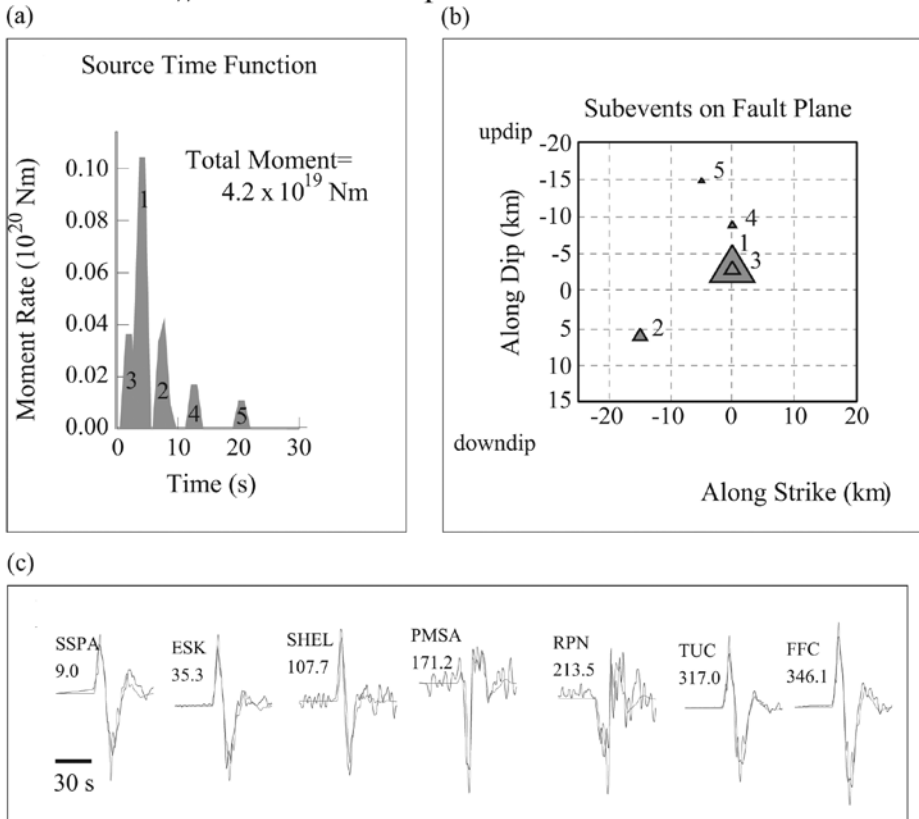 (a)
Source Time Function
Total Moment=
4.2 x 10^19 Nm
Moment Rate (10^20 Nm)
0.10
0.08
0.06
0.04
0.02
0.00
1
3
2
4
5
0 10 20 30
Time (s)
(b)
Subevents on Fault Plane
updip
Along Dip (km)
-20
-15
-10
-5
0
5
10
15
5
4
1
3
2
-20 -10 0 10 20
downdip
Along Strike (km)
(c)
SSPA
9.0
ESK
35.3
SHEL
107.7
PMSA
171.2
RPN
213.5
TUC
317.0
FFC
346.1
30 s